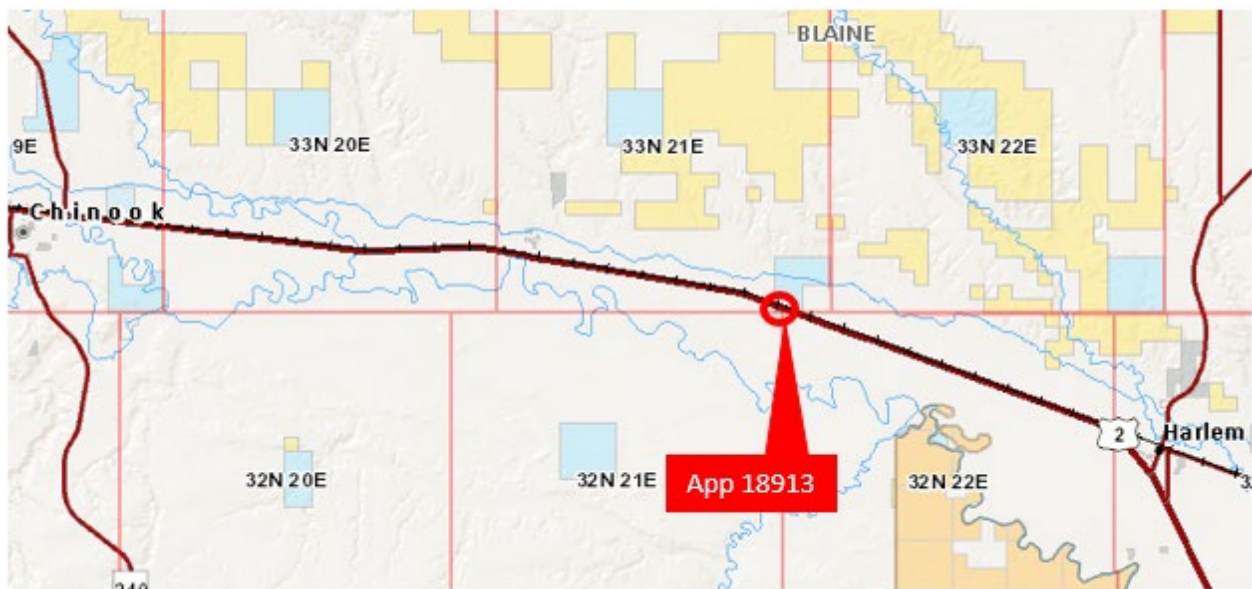 BLAINE
9E
33N 20E
33N 21E
33N 22E
Chinook
2
Harlem
32N 20E
32N 21E
App 18913
32N 22E